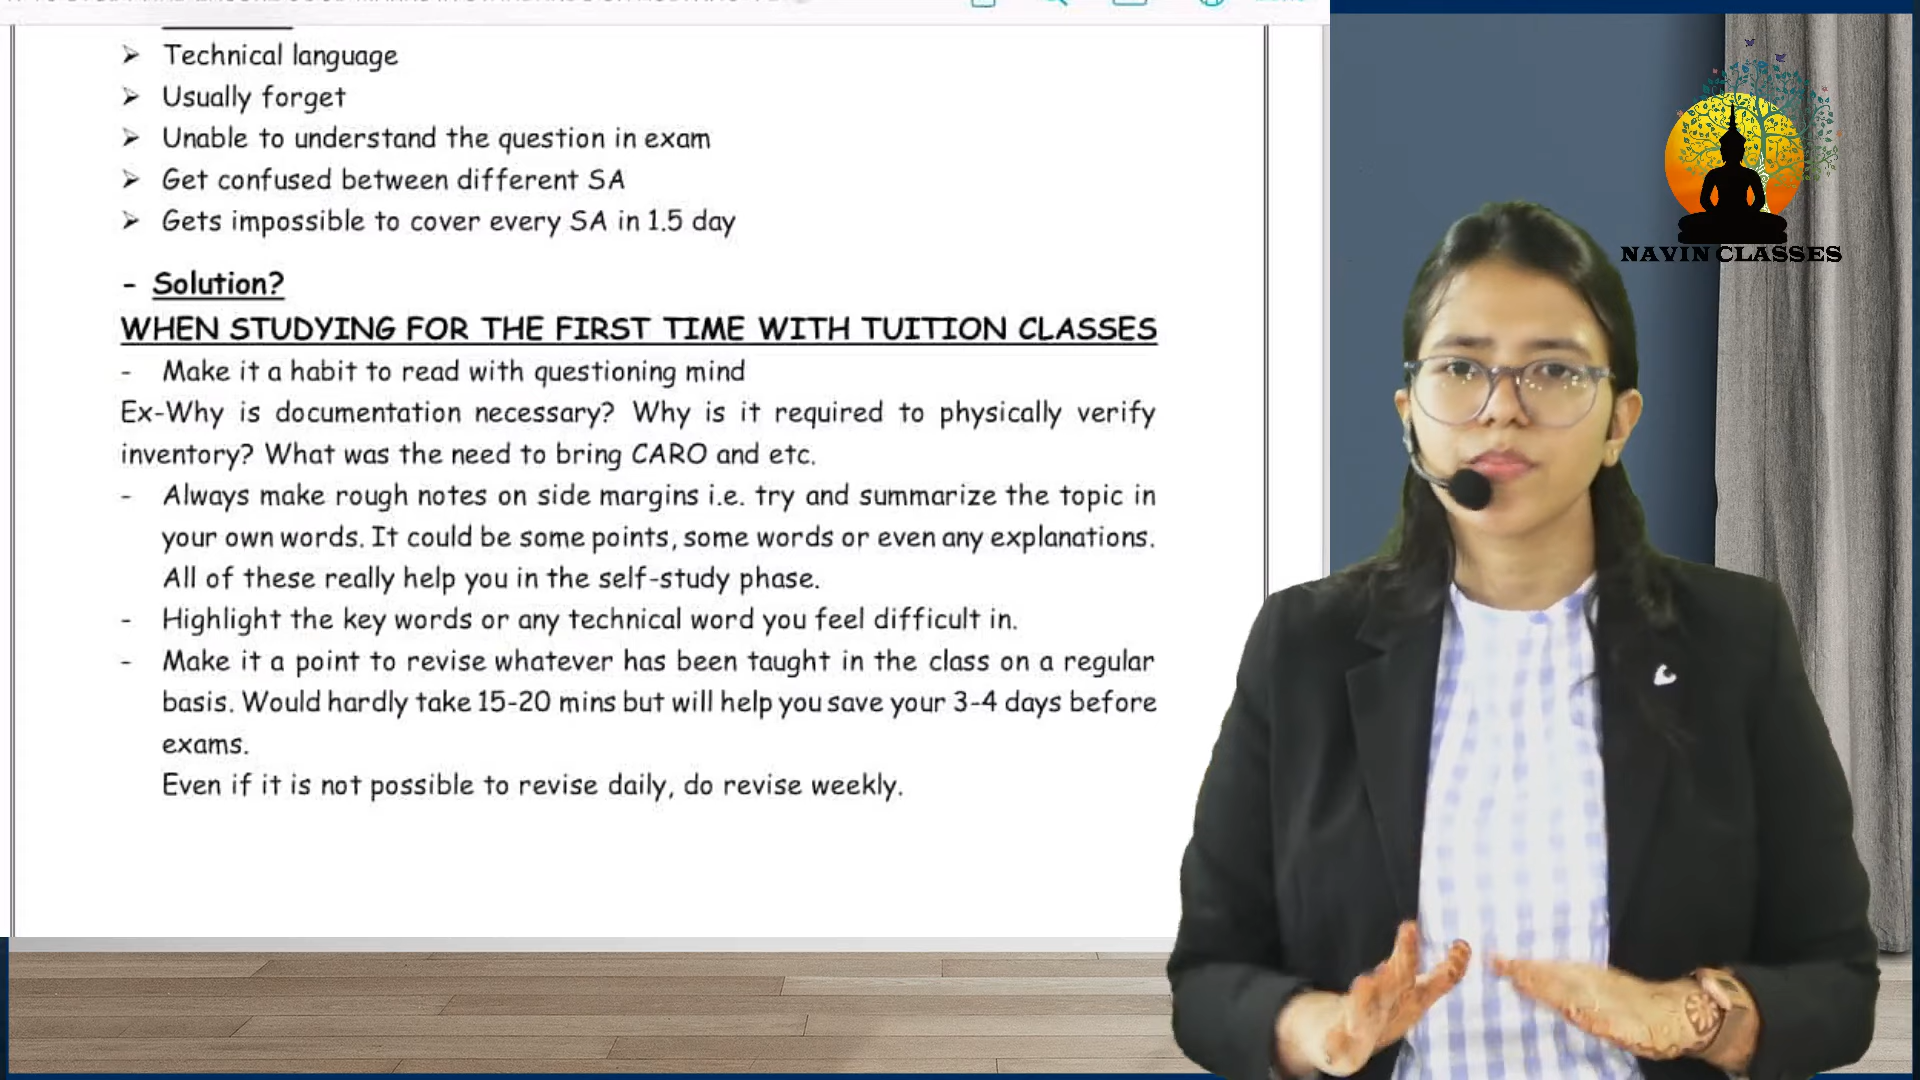 ➤ Technical language
➤ Usually forget
➤ Unable to understand the question in exam
➤ Get confused between different SA
➤ Gets impossible to cover every SA in 1.5 day
- Solution?
WHEN STUDYING FOR THE FIRST TIME WITH TUITION CLASSES
- Make it a habit to read with questioning mind
Ex-Why is documentation necessary? Why is it required to physically verify
inventory? What was the need to bring CARO and etc.
- Always make rough notes on side margins i.e. try and summarize the topic in
your own words. It could be some points, some words or even any explanations.
All of these really help you in the self-study phase.
- Highlight the key words or any technical word you feel difficult in.
- Make it a point to revise whatever has been taught in the class on a regular
basis. Would hardly take 15-20 mins but will help you save your 3-4 days before
exams.
Even if it is not possible to revise daily, do revise weekly.
NAVIN CLASSES